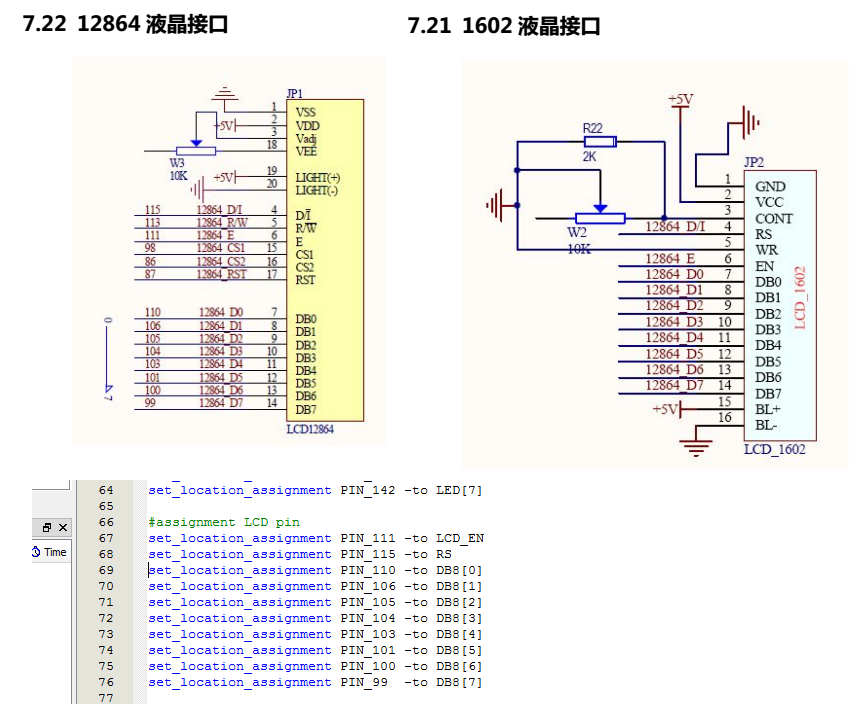 7.22 12864 液晶接口
7.21 1602 液晶接口
JP1
1 VSS
+5V 2 VDD
3 Vadj
18 VEE
W3
10K
+5V 19 LIGHT(+)
20 LIGHT(-)
115 12864_D/I 4 D/I
113 12864_R/W 5 R/W
111 12864_E 6 E
98 12864_CS1 15 CS1
86 12864_CS2 16 CS2
87 12864_RST 17 RST
110 12864_D0 7 DB0
106 12864_D1 8 DB1
105 12864_D2 9 DB2
104 12864_D3 10 DB3
103 12864_D4 11 DB4
101 12864_D5 12 DB5
100 12864_D6 13 DB6
99 12864_D7 14 DB7
0
7
LCD12864
+5V
R22
2K
JP2
1 GND
2 VCC
3 CONT
12864_D/I 4 RS
W2
10K
5 WR
12864_E 6 EN
12864_D0 7 DB0
12864_D1 8 DB1
12864_D2 9 DB2
12864_D3 10 DB3
12864_D4 11 DB4
12864_D5 12 DB5
12864_D6 13 DB6
12864_D7 14 DB7
+5V 15 BL+
16 BL-
LCD_1602
LCD_1602
Time
64 set_location_assignment PIN_142 -to LED[7]
65
66 #assignment LCD pin
67 set_location_assignment PIN_111 -to LCD_EN
68 set_location_assignment PIN_115 -to RS
69 set_location_assignment PIN_110 -to DB8[0]
70 set_location_assignment PIN_106 -to DB8[1]
71 set_location_assignment PIN_105 -to DB8[2]
72 set_location_assignment PIN_104 -to DB8[3]
73 set_location_assignment PIN_103 -to DB8[4]
74 set_location_assignment PIN_101 -to DB8[5]
75 set_location_assignment PIN_100 -to DB8[6]
76 set_location_assignment PIN_99 -to DB8[7]
77